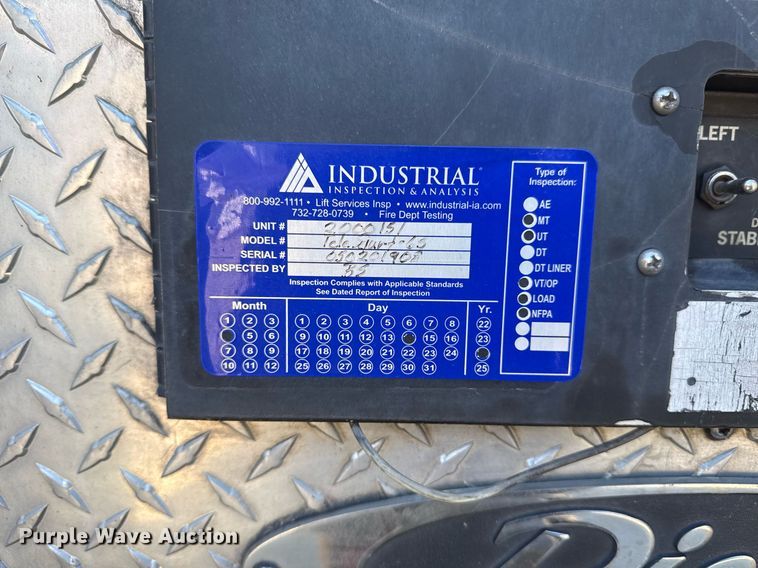 INDUSTRIAL
INSPECTION & ANALYSIS
800-992-1111 • Lift Services Insp • www.industrial-ia.com
732-728-0739 • Fire Dept Testing
UNIT # 2000151
MODEL #
SERIAL # 050201908
INSPECTED BY
Inspection Complies with Applicable Standards
See Dated Report of Inspection
Month
1 2 3
5 6
7 8 9
10 11 12
Day
1 2 3 4 5 6 7 8
9 10 11 12 13 15 16
17 18 19 20 21 22 23 24
25 26 27 28 29 30 31
Yr.
22
23
25
Type of
Inspection:
AE
MT
UT
DT
DT LINER
VT/OP
LOAD
NFPA
LEFT
STAB
Purple Wave Auction